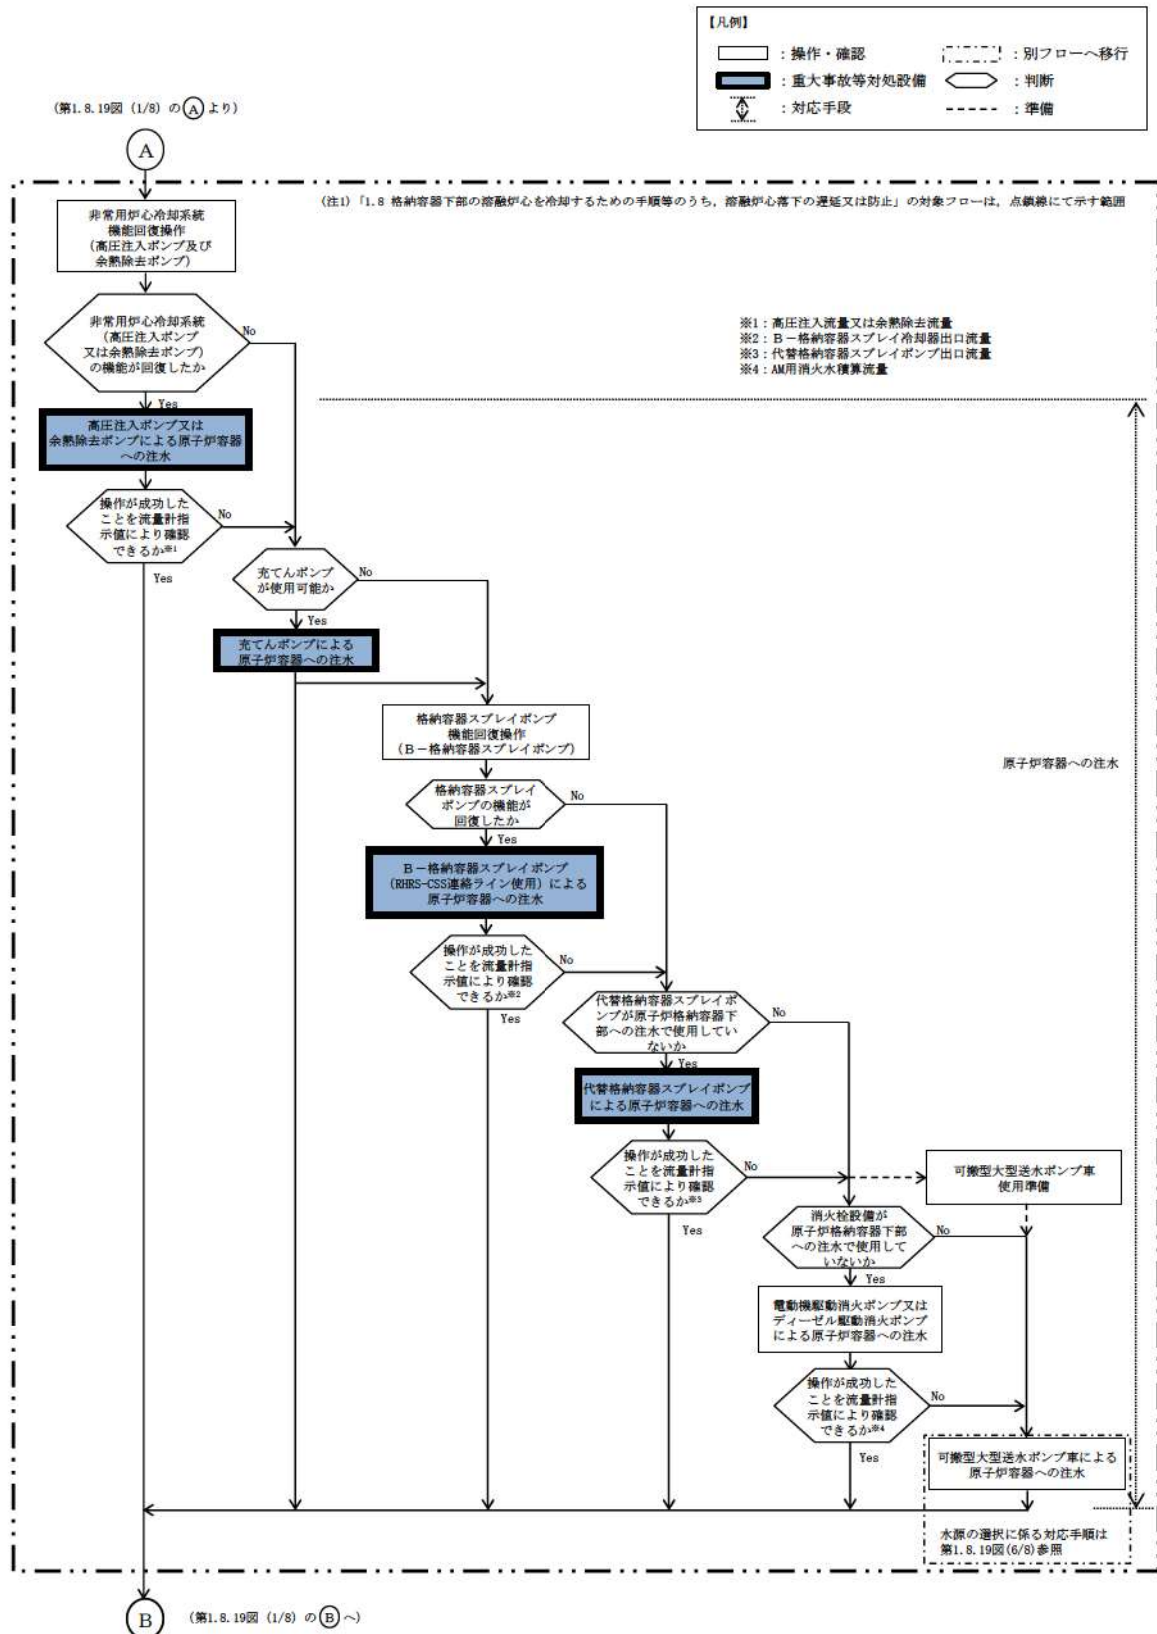 【凡例】
：操作・確認
：別フローへ移行
：重大事故等対処設備
：判断
：対応手段
：準備
(第1.8.19図 (1/8) の Ⓐ より)
A
(注1)「1.8 格納容器下部の溶融炉心を冷却するための手順等のうち，溶融炉心落下の遅延又は防止」の対象フローは，点鎖線にて示す範囲
非常用炉心冷却系統
機能回復操作
(高圧注入ポンプ及び
余熱除去ポンプ)
非常用炉心冷却系統
(高圧注入ポンプ
又は余熱除去ポンプ)
の機能が回復したか
No
Yes
※1：高圧注入流量又は余熱除去流量
※2：B－格納容器スプレイ冷却器出口流量
※3：代替格納容器スプレイポンプ出口流量
※4：AM用消火水積算流量
高圧注入ポンプ又は
余熱除去ポンプによる原子炉容器
への注水
操作が成功した
ことを流量計指
示値により確認
できるか※1
No
Yes
充てんポンプ
が使用可能か
No
Yes
充てんポンプによる
原子炉容器への注水
格納容器スプレイポンプ
機能回復操作
(B－格納容器スプレイポンプ)
原子炉容器への注水
格納容器スプレイ
ポンプの機能が
回復したか
No
Yes
B－格納容器スプレイポンプ
(RHRS-CSS連絡ライン使用) による
原子炉容器への注水
操作が成功した
ことを流量計指
示値により確認
できるか※2
No
Yes
代替格納容器スプレイポ
ンプが原子炉格納容器下
部への注水で使用してい
ないか
No
Yes
代替格納容器スプレイポンプ
による原子炉容器への注水
操作が成功した
ことを流量計指
示値により確認
できるか※3
No
Yes
可搬型大型送水ポンプ車
使用準備
消火栓設備が
原子炉格納容器下部
への注水で使用して
いないか
No
Yes
電動機駆動消火ポンプ又は
ディーゼル駆動消火ポンプ
による原子炉容器への注水
操作が成功した
ことを流量計指
示値により確認
できるか※4
No
Yes
可搬型大型送水ポンプ車による
原子炉容器への注水
水源の選択に係る対応手順は
第1.8.19図(6/8)参照
B
(第1.8.19図 (1/8) の Ⓑ へ)